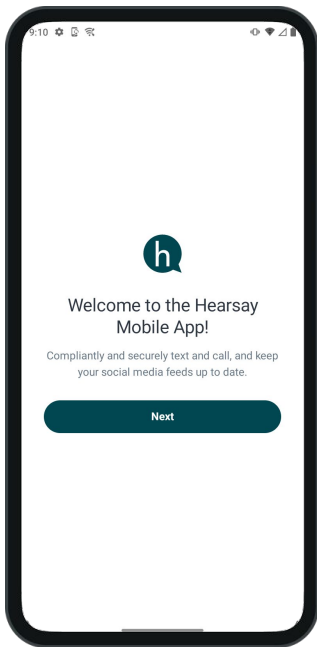 9:10
h
Welcome to the Hearsay
Mobile App!
Compliantly and securely text and call, and keep
your social media feeds up to date.
Next